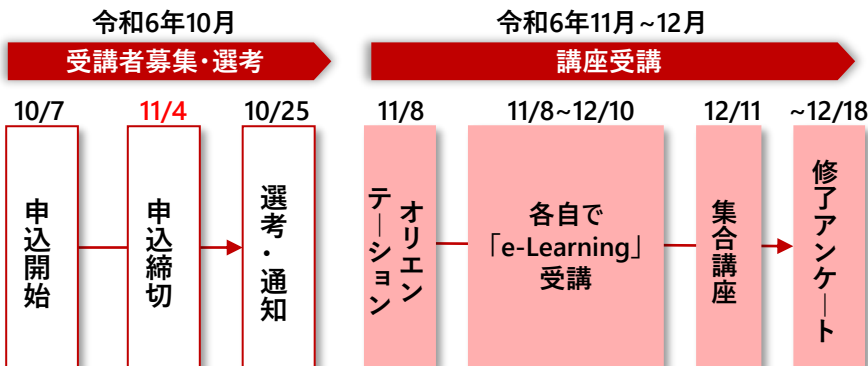 令和6年10月
受講者募集・選考
10/7
申込開始
11/4
申込締切
10/25
選考・通知
令和6年11月~12月
講座受講
11/8
オリエン
テーション
11/8~12/10
各自で
「e-Learning」
受講
12/11
集合講座
~12/18
修了アンケート